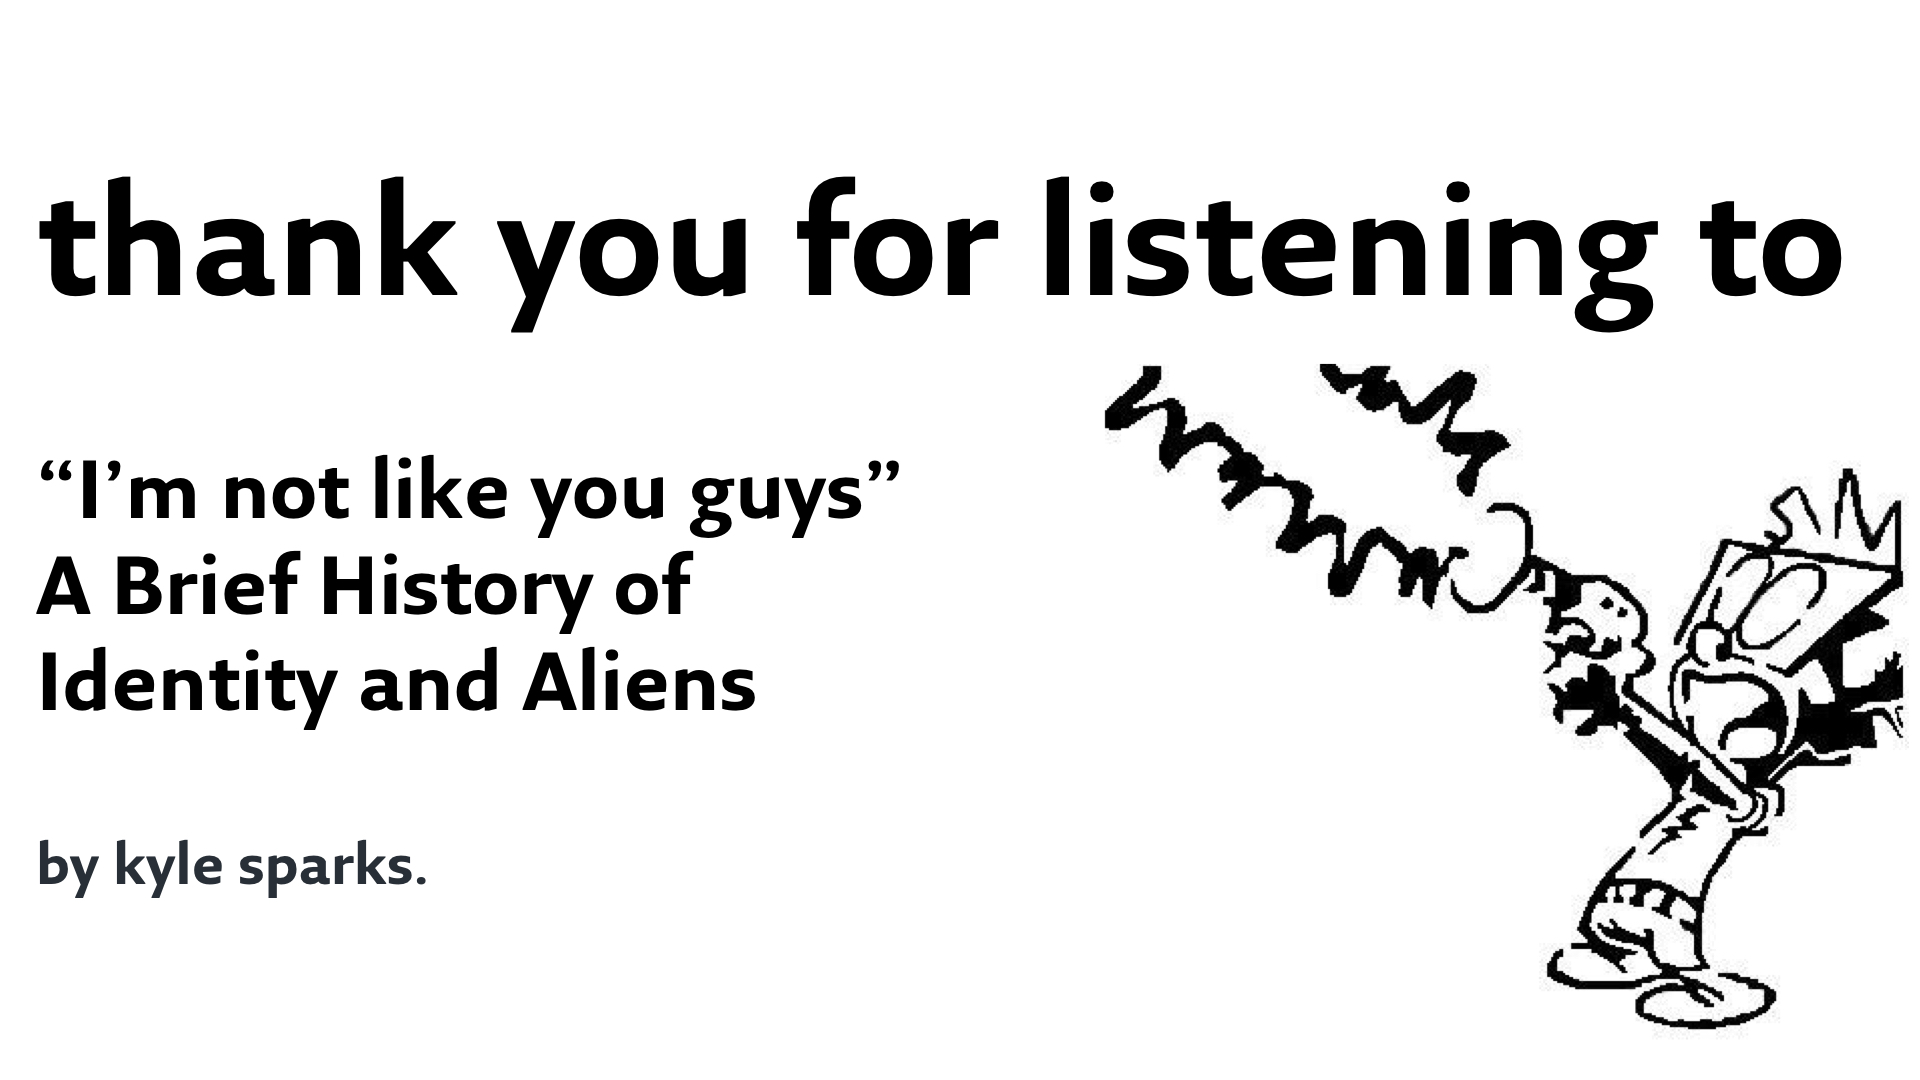 thank you for listening to
“I’m not like you guys”
A Brief History of
Identity and Aliens
by kyle sparks.